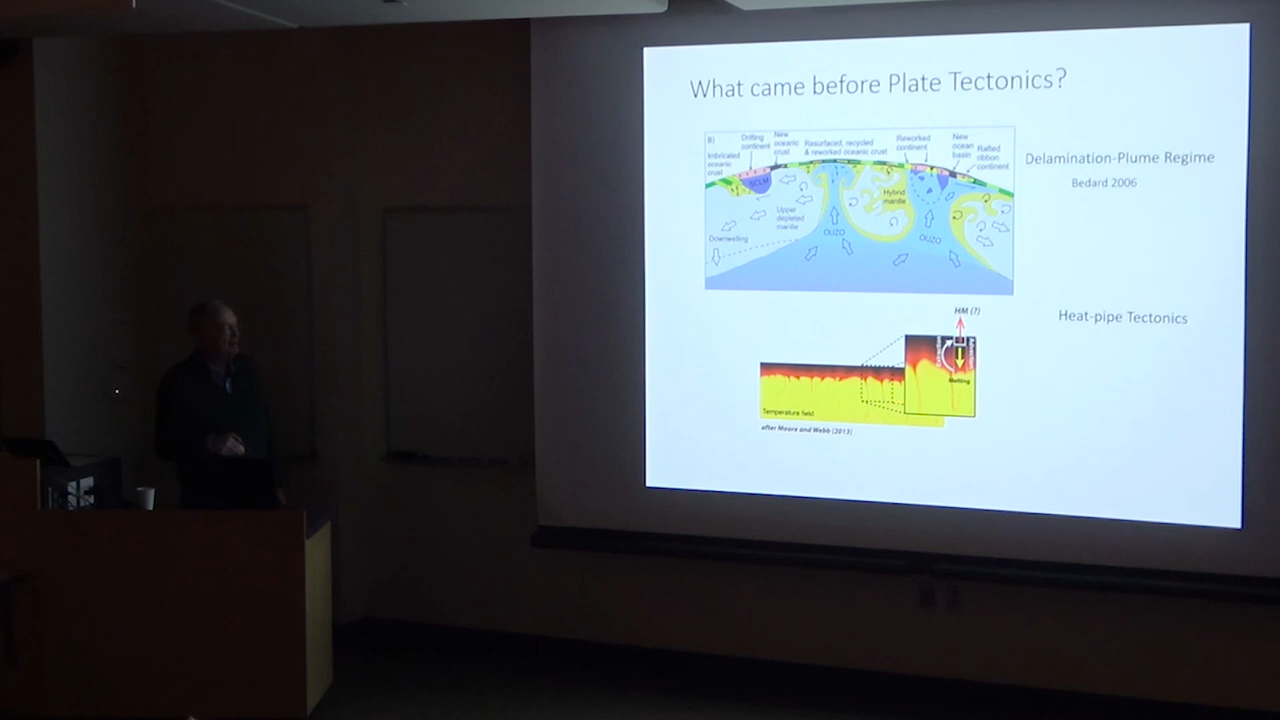 What came before Plate Tectonics?
B)
Drifting
continent
New
oceanic
crust
Resurfaced, recycled
& reworked oceanic crust
Reworked
continent
New
ocean
basin
Rafted
ribbon
continent
Imbricated
oceanic
crust
SCLM
Hybrid
mantle
Upper
depleted
mantle
Downwelling
OUZO
OUZO
Delamination-Plume Regime
Bedard 2006
Heat-pipe Tectonics
HM (?)
Melting
Temperature field
after Moore and Webb (2013)